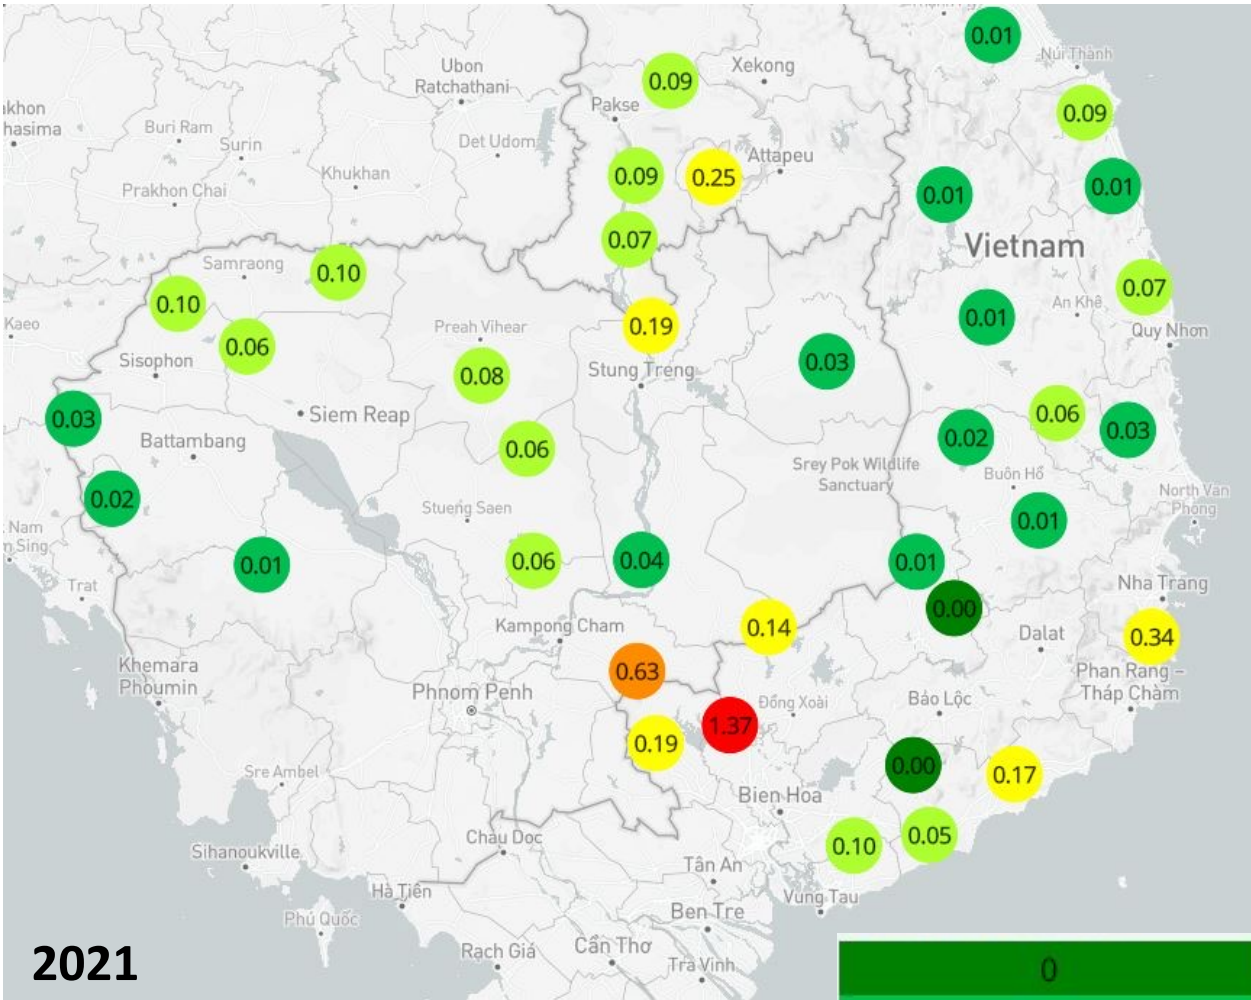 0.01
Núi Thành
Ubon
Ratchathani
Xekong
0.09
Pakse
akhon
hasima
Buri Ram
Surin
Det Udom
0.09
Prakhon Chai
Khukhan
0.09
0.25
Attapeu
0.01
0.01
Vietnam
0.07
Samraong
0.10
0.10
0.07
An Khê
Quy Nhơn
Kaeo
Sisophon
0.06
Preah Vihear
0.19
0.01
Stung Treng
0.08
0.03
0.03
Siem Reap
Battambang
0.06
0.02
0.06
0.03
Srey Pok Wildlife
Sanctuary
Buôn Hồ
0.02
Stueng Saen
North Van
Phong
Nam
n Sing
0.01
0.01
0.06
0.04
0.01
Trat
Nha Trang
0.00
Kampong Cham
0.14
Dalat
0.34
Khemara
Phoumin
0.63
Phan Rang –
Tháp Chàm
Phnom Penh
Đồng Xoài
Bảo Lộc
1.37
0.19
Sre Ambel
0.00
0.17
Bien Hoa
Sihanoukville
Chau Doc
0.10
0.05
Tân An
Hà Tiên
Vung Tau
Phú Quốc
Ben Tre
Rạch Giá
Cần Thơ
Tra Vinh
2021
0